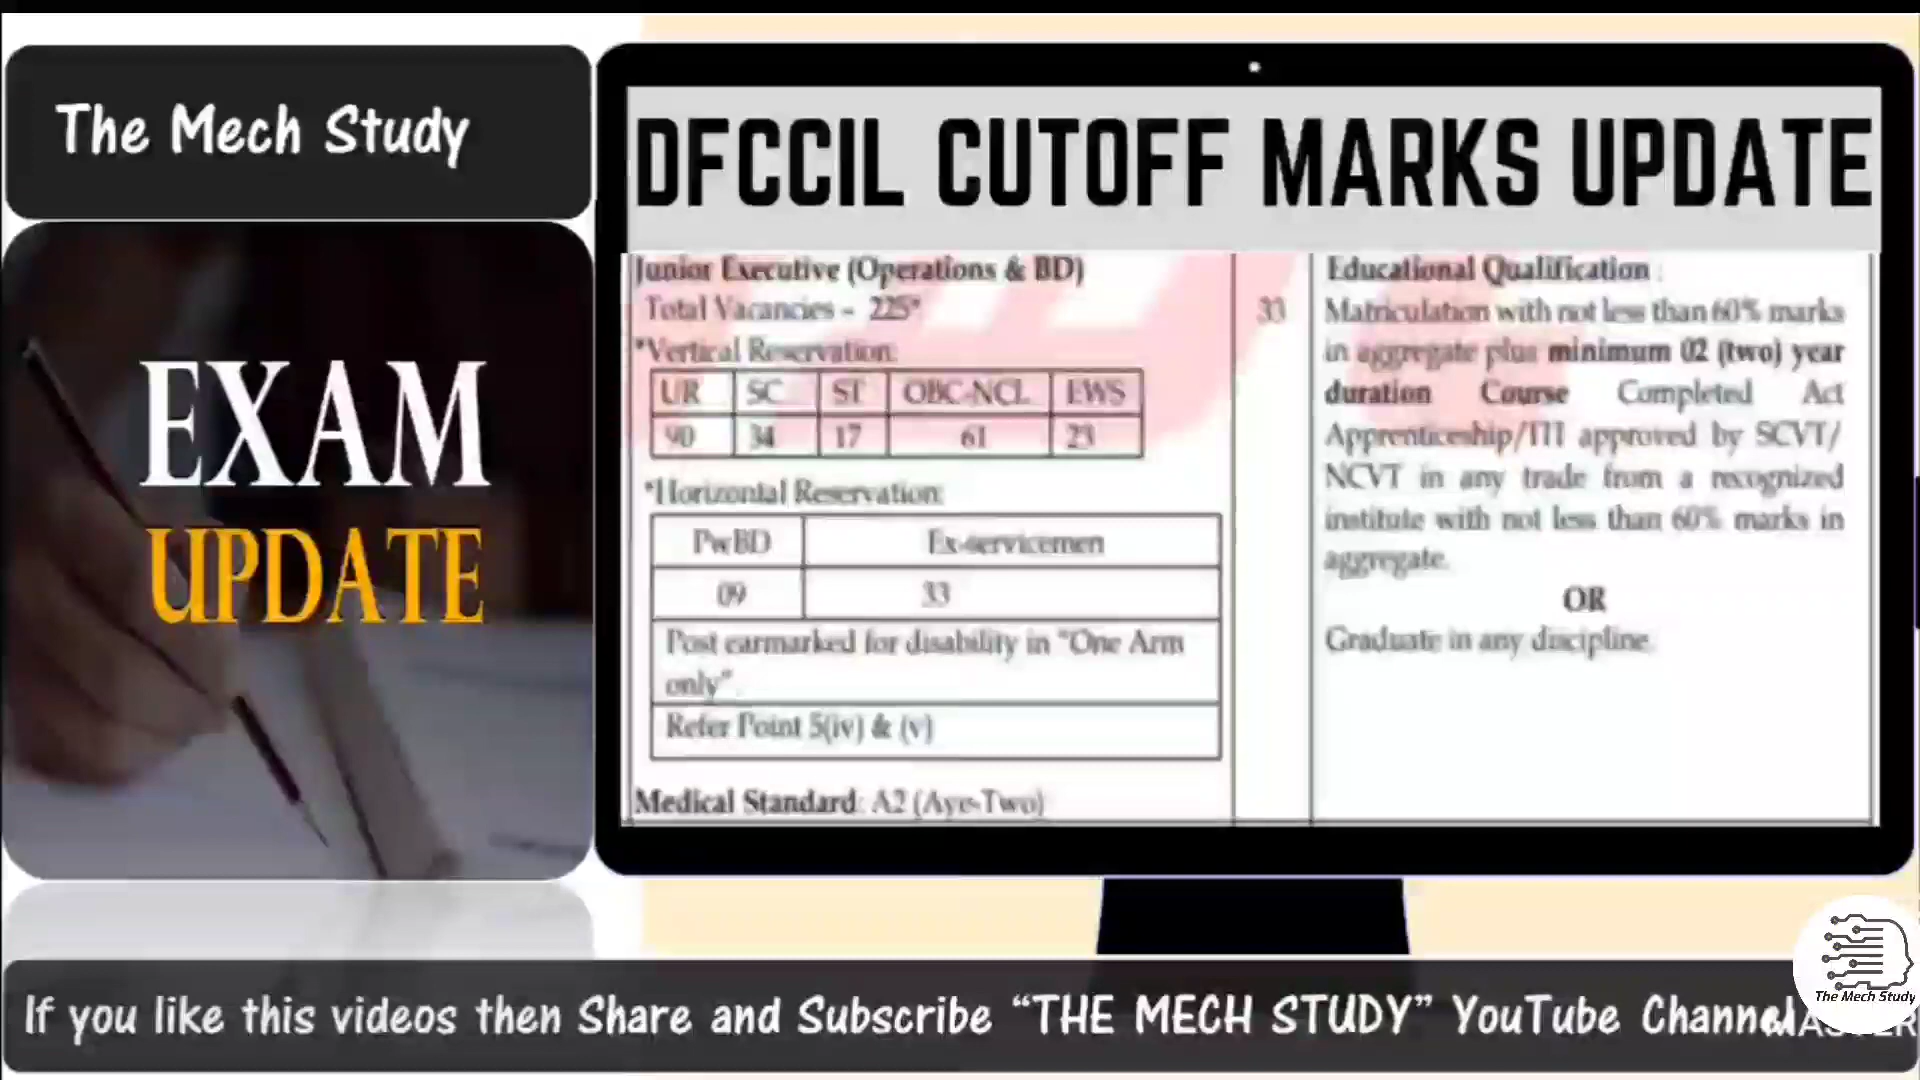 The Mech Study
EXAM
UPDATE
DFCCIL CUTOFF MARKS UPDATE
Junior Executive (Operations & BD)
Total Vacancies - 225*
*Vertical Reservation:
UR SC ST OBC-NCL EWS
90 34 17 61 23
*Horizontal Reservation:
PwBD Ex-servicemen
09 33
Post earmarked for disability in "One Arm
only".
Refer Point 5(iv) & (v)
Medical Standard: A2 (Aye-Two)
33
Educational Qualification :
Matriculation with not less than 60% marks
in aggregate plus minimum 02 (two) year
duration Course Completed Act
Apprenticeship/ITI approved by SCVT/
NCVT in any trade from a recognized
institute with not less than 60% marks in
aggregate.
OR
Graduate in any discipline.
If you like this videos then Share and Subscribe “THE MECH STUDY” YouTube Channel
The Mech Study